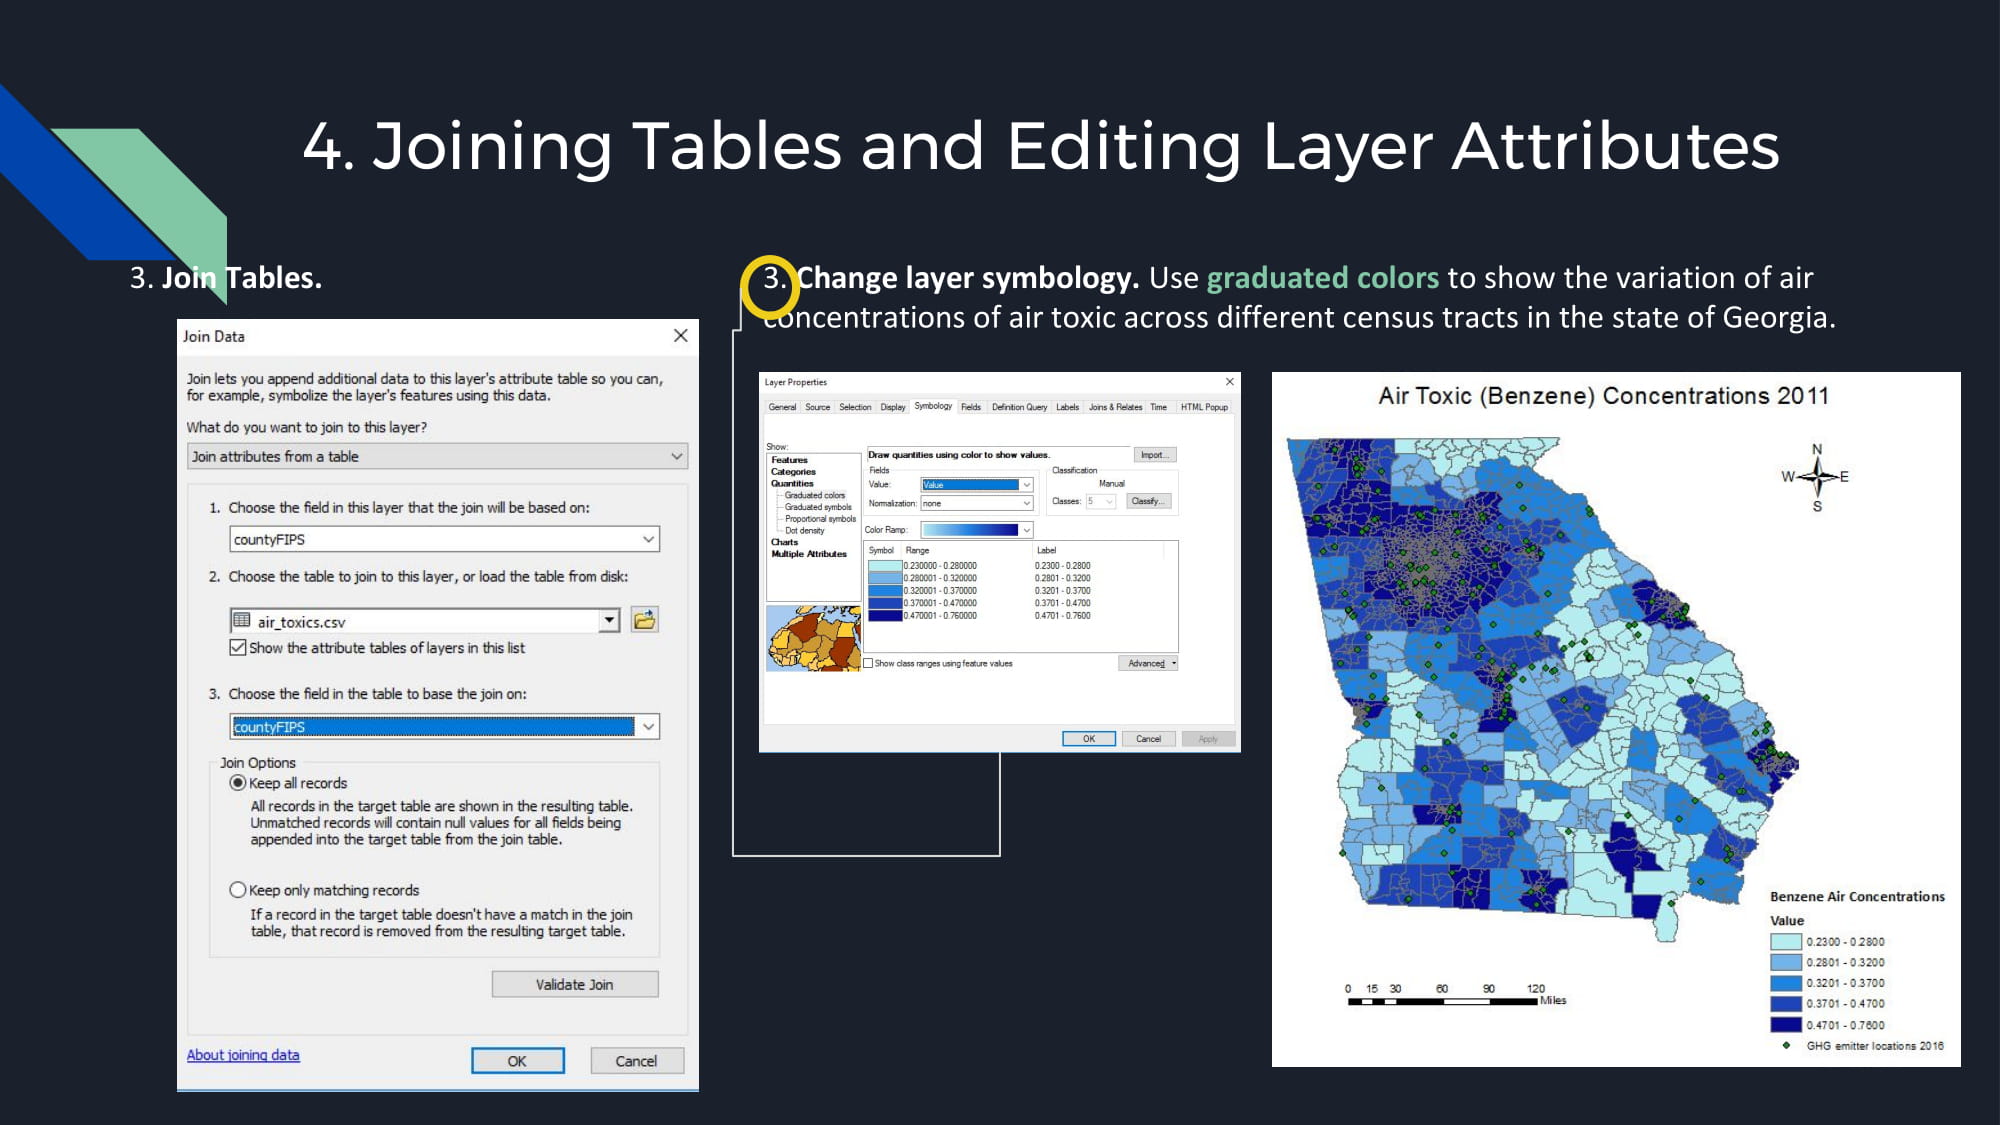 4. Joining Tables and Editing Layer Attributes
3. Join Tables.
Join Data
Join lets you append additional data to this layer's attribute table so you can,
for example, symbolize the layer's features using this data.
What do you want to join to this layer?
Join attributes from a table
1. Choose the field in this layer that the join will be based on:
countyFIPS
2. Choose the table to join to this layer, or load the table from disk:
air_toxics.csv
Show the attribute tables of layers in this list
3. Choose the field in the table to base the join on:
countyFIPS
Join Options
Keep all records
All records in the target table are shown in the resulting table.
Unmatched records will contain null values for all fields being
appended into the target table from the join table.
Keep only matching records
If a record in the target table doesn't have a match in the join
table, that record is removed from the resulting target table.
Validate Join
About joining data
OK Cancel
3. Change layer symbology. Use graduated colors to show the variation of air
concentrations of air toxic across different census tracts in the state of Georgia.
Layer Properties
General Source Selection Display Symbology Fields Definition Query Labels Joins & Relates Time HTML Popup
Show:
Features
Categories
Quantities
Graduated colors
Graduated symbols
Proportional symbols
Dot density
Charts
Multiple Attributes
Draw quantities using color to show values.
Import...
Fields
Value: Value
Normalization: none
Classification
Manual
Classes: 5 Classify...
Color Ramp:
Symbol Range Label
0.230000 - 0.280000 0.2300 - 0.2800
0.280001 - 0.320000 0.2801 - 0.3200
0.320001 - 0.370000 0.3201 - 0.3700
0.370001 - 0.470000 0.3701 - 0.4700
0.470001 - 0.760000 0.4701 - 0.7600
Show class ranges using feature values
Advanced
OK Cancel Apply
Air Toxic (Benzene) Concentrations 2011
N
W E
S
0 15 30 60 90 120
Miles
Benzene Air Concentrations
Value
0.2300 - 0.2800
0.2801 - 0.3200
0.3201 - 0.3700
0.3701 - 0.4700
0.4701 - 0.7600
GHG emitter locations 2016